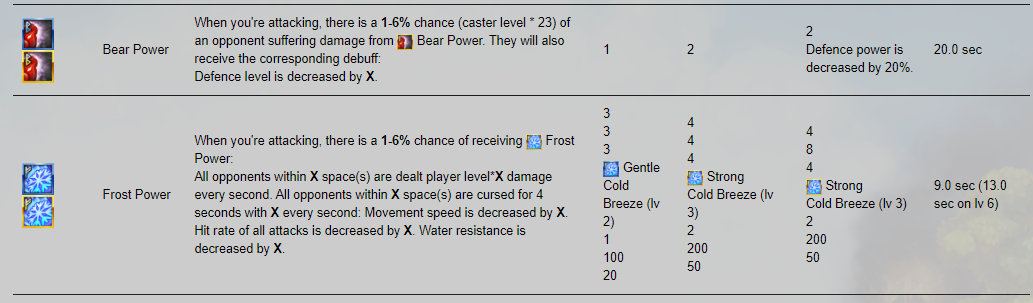 When you're attacking, there is a 1-6% chance (caster level * 23) of
an opponent suffering damage from Bear Power. They will also
receive the corresponding debuff:
Defence level is decreased by X.
Bear Power
1
2
2
Defence power is
decreased by 20%.
20.0 sec
When you're attacking, there is a 1-6% chance of receiving Frost
Power:
All opponents within X space(s) are dealt player level*X damage
every second. All opponents within X space(s) are cursed for 4
seconds with X every second: Movement speed is decreased by X.
Hit rate of all attacks is decreased by X. Water resistance is
decreased by X.
Frost Power
3
3
3
Gentle
Cold
Breeze (lv
2)
1
100
20
4
4
4
Strong
Cold Breeze (lv
3)
2
200
50
4
8
4
Strong
Cold Breeze (lv 3)
2
200
50
9.0 sec (13.0
sec on lv 6)